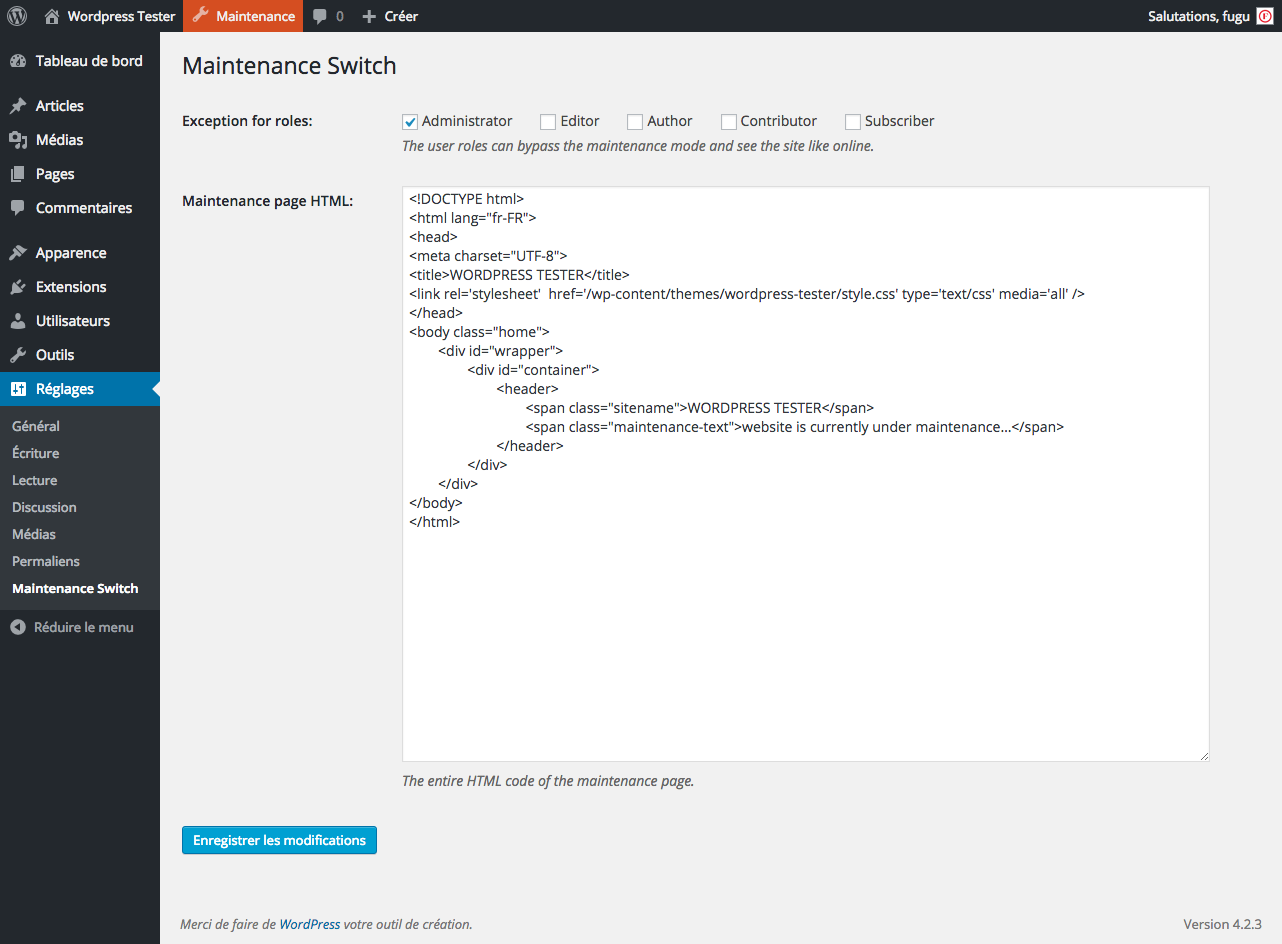 Wordpress Tester Maintenance 0 Créer Salutations, fugu
Tableau de bord
Articles
Médias
Pages
Commentaires
Apparence
Extensions
Utilisateurs
Outils
Réglages
Général
Écriture
Lecture
Discussion
Médias
Permaliens
Maintenance Switch
Réduire le menu
Maintenance Switch
Exception for roles: Administrator Editor Author Contributor Subscriber
The user roles can bypass the maintenance mode and see the site like online.
Maintenance page HTML:
<!DOCTYPE html>
<html lang="fr-FR">
<head>
<meta charset="UTF-8">
<title>WORDPRESS TESTER</title>
<link rel='stylesheet'  href='/wp-content/themes/wordpress-tester/style.css' type='text/css' media='all' />
</head>
<body class="home">
<div id="wrapper">
<div id="container">
<header>
<span class="sitename">WORDPRESS TESTER</span>
<span class="maintenance-text">website is currently under maintenance...</span>
</header>
</div>
</div>
</body>
</html>
The entire HTML code of the maintenance page.
Enregistrer les modifications
Merci de faire de WordPress votre outil de création. Version 4.2.3